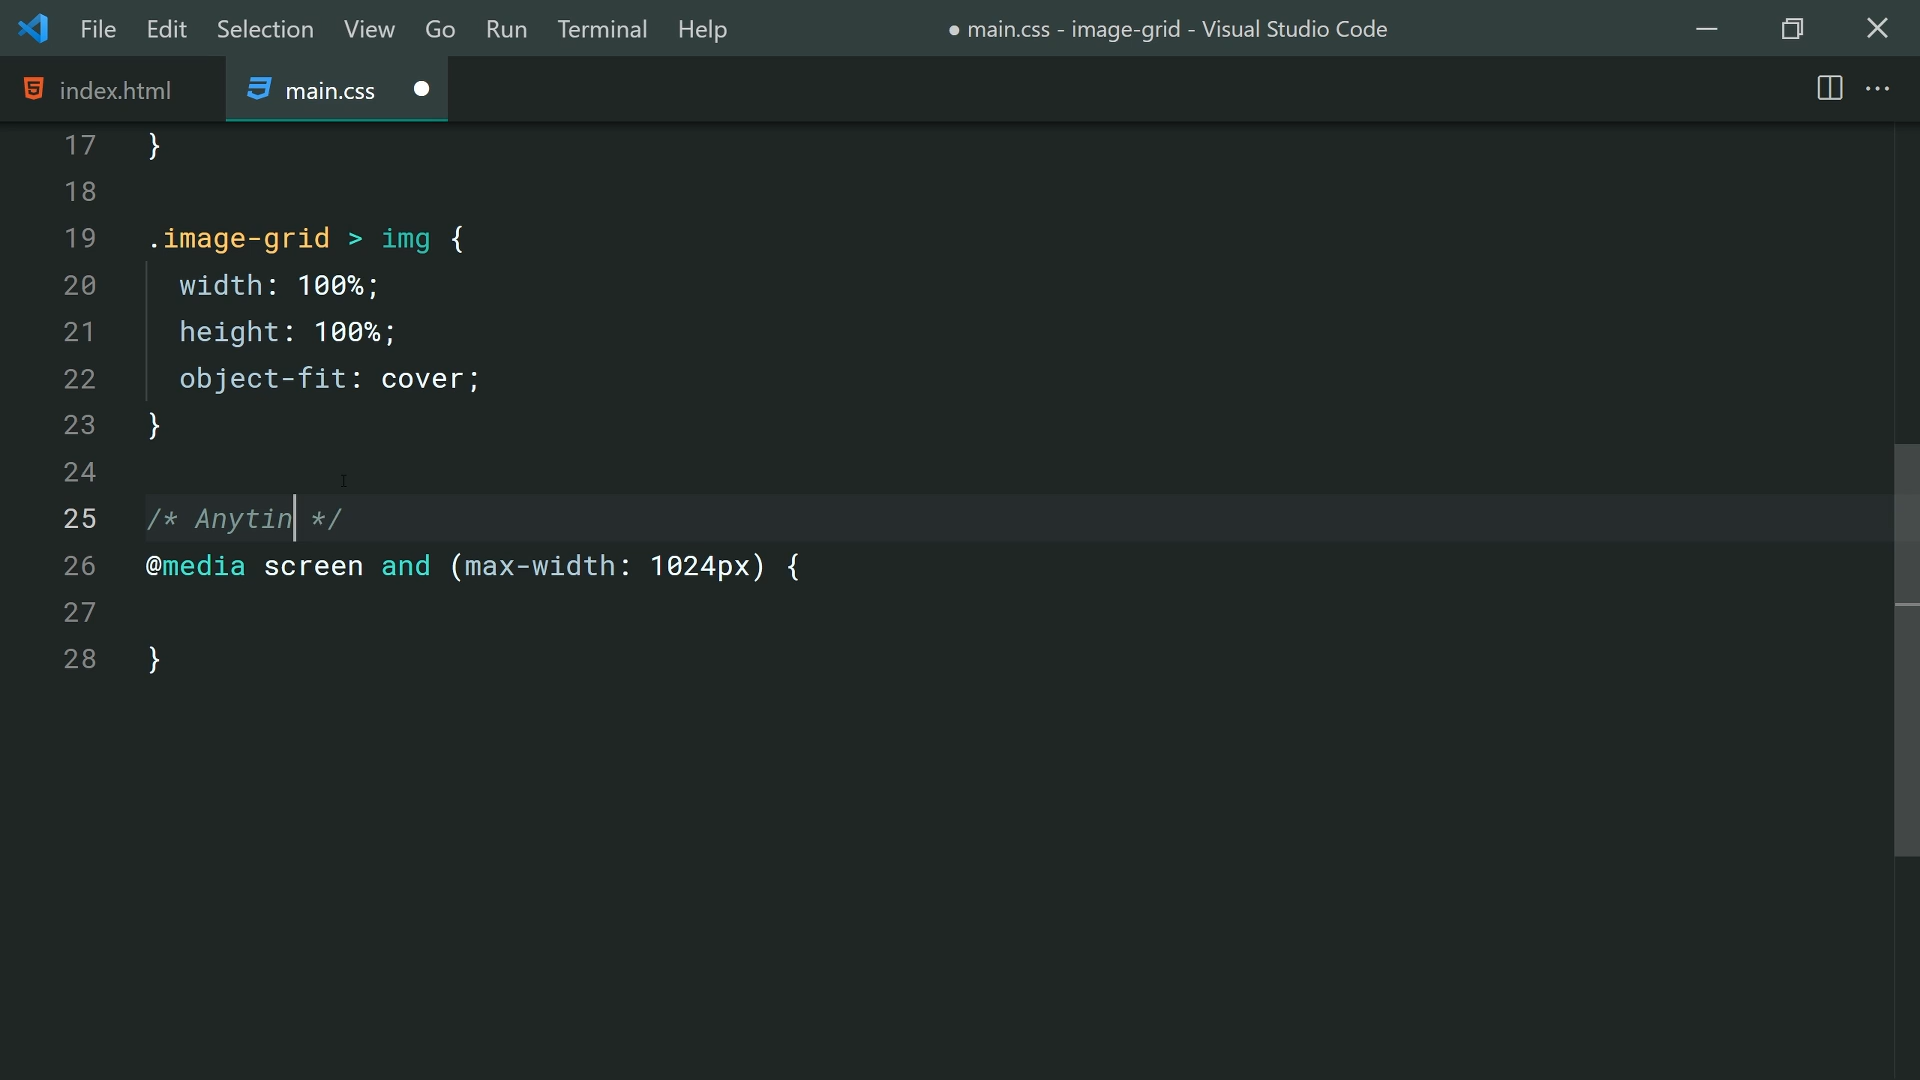 File Edit Selection View Go Run Terminal Help ● main.css - image-grid - Visual Studio Code
index.html main.css
17 }
18
19 .image-grid > img {
20 width: 100%;
21 height: 100%;
22 object-fit: cover;
23 }
24
25 /* Anytin */
26 @media screen and (max-width: 1024px) {
27
28 }